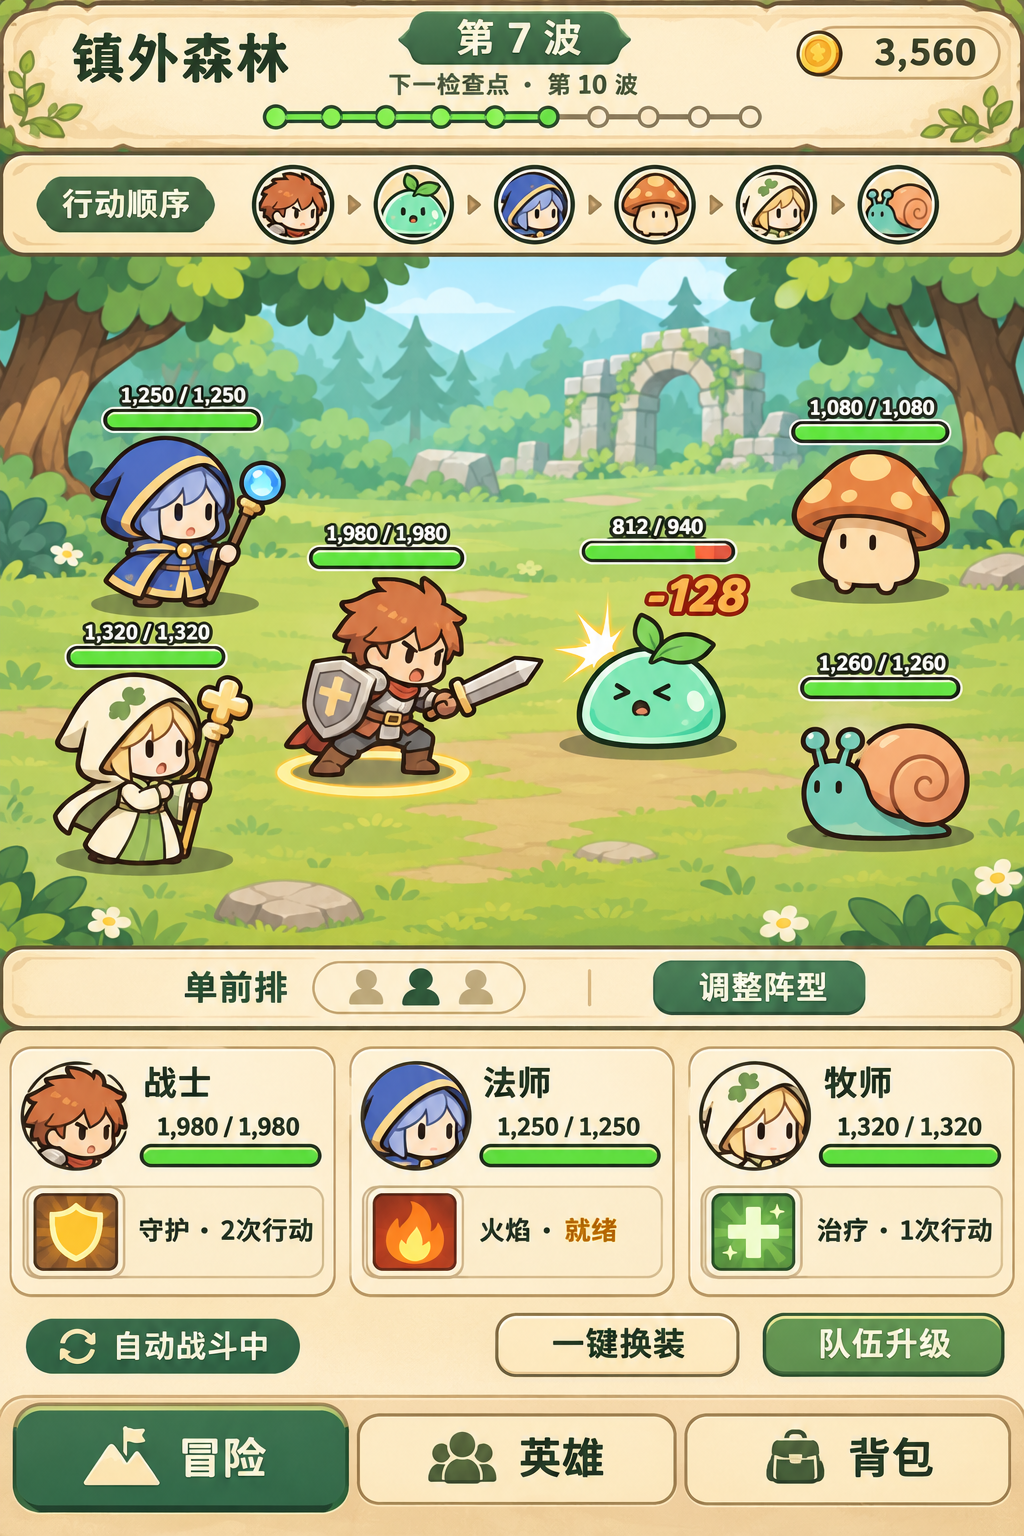 镇外森林
第 7 波
3,560
下一检查点 · 第 10 波
行动顺序
1,250 / 1,250
1,080 / 1,080
1,980 / 1,980
812 / 940
-128
1,320 / 1,320
1,260 / 1,260
单前排
调整阵型
战士
1,980 / 1,980
守护 · 2次行动
法师
1,250 / 1,250
火焰 · 就绪
牧师
1,320 / 1,320
治疗 · 1次行动
自动战斗中
一键换装
队伍升级
冒险
英雄
背包